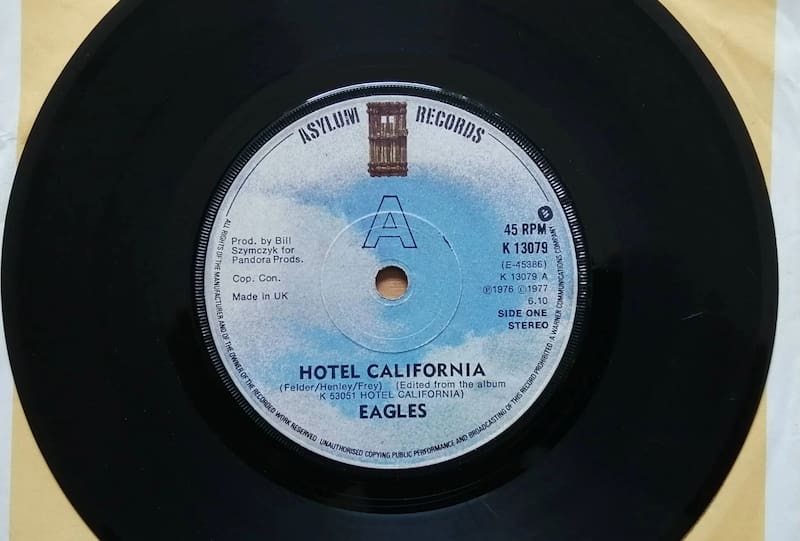 ASYLUM RECORDS
A
Prod. by Bill
Szymczyk for
Pandora Prods.
Cop. Con.
Made in UK
45 RPM
K 13079
(E-45386)
K 13079 A
Ⓟ1976 Ⓒ1977
6.10
SIDE ONE
STEREO
HOTEL CALIFORNIA
(Felder/Henley/Frey) (Edited from the album
K 53051 HOTEL CALIFORNIA)
EAGLES
ALL RIGHTS OF THE MANUFACTURER AND OF THE OWNER OF THE RECORDED WORK RESERVED UNAUTHORISED COPYING PUBLIC PERFORMANCE AND BROADCASTING OF THIS RECORD PROHIBITED A WARNER COMMUNICATIONS COMPANY